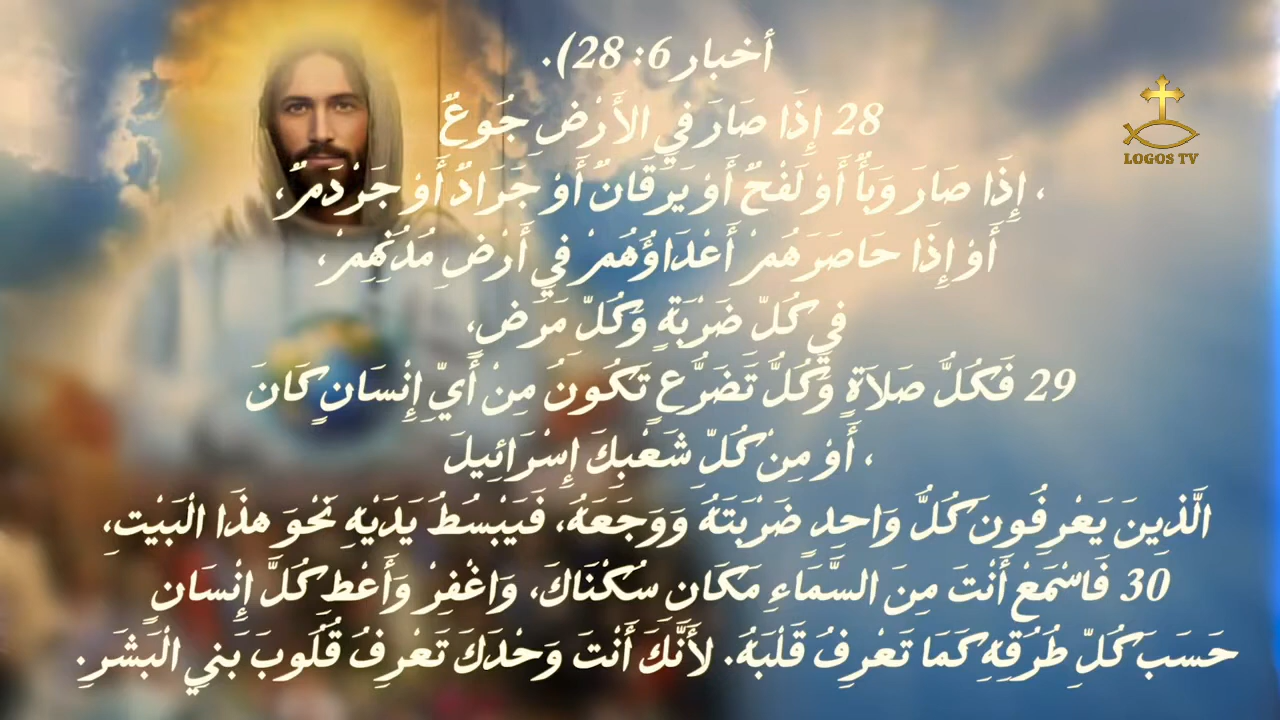 أخبار 6: 28).
28 إِذَا صَارَ فِي الأَرْضِ جُوعٌ
، إِذَا صَارَ وَبَأٌ أَوْ لَفْحٌ أَوْ يَرَقَانٌ أَوْ جَرَادٌ أَوْ جَرْدَمٌ،
أَوْ إِذَا حَاصَرَهُمْ أَعْدَاؤُهُمْ فِي أَرْضِ مُدُنِهِمْ،
فِي كُلِّ ضَرْبَةٍ وَكُلِّ مَرَضٍ،
29 فَكُلُّ صَلاَةٍ وَكُلُّ تَضَرُّعٍ تَكُونُ مِنْ أَيِّ إِنْسَانٍ كَانَ
، أَوْ مِنْ كُلِّ شَعْبِكَ إِسْرَائِيلَ
الَّذِينَ يَعْرِفُونَ كُلُّ وَاحِدٍ ضَرْبَتَهُ وَوَجَعَهُ، فَيَبْسُطُ يَدَيْهِ نَحْوَ هذَا الْبَيْتِ،
30 فَاسْمَعْ أَنْتَ مِنَ السَّمَاءِ مَكَانِ سُكْنَاكَ، وَاغْفِرْ وَأَعْطِ كُلَّ إِنْسَانٍ
حَسَبَ كُلِّ طُرُقِهِ كَمَا تَعْرِفُ قَلْبَهُ. لأَنَّكَ أَنْتَ وَحْدَكَ تَعْرِفُ قُلُوبَ بَنِي الْبَشَرِ.
LOGOS TV